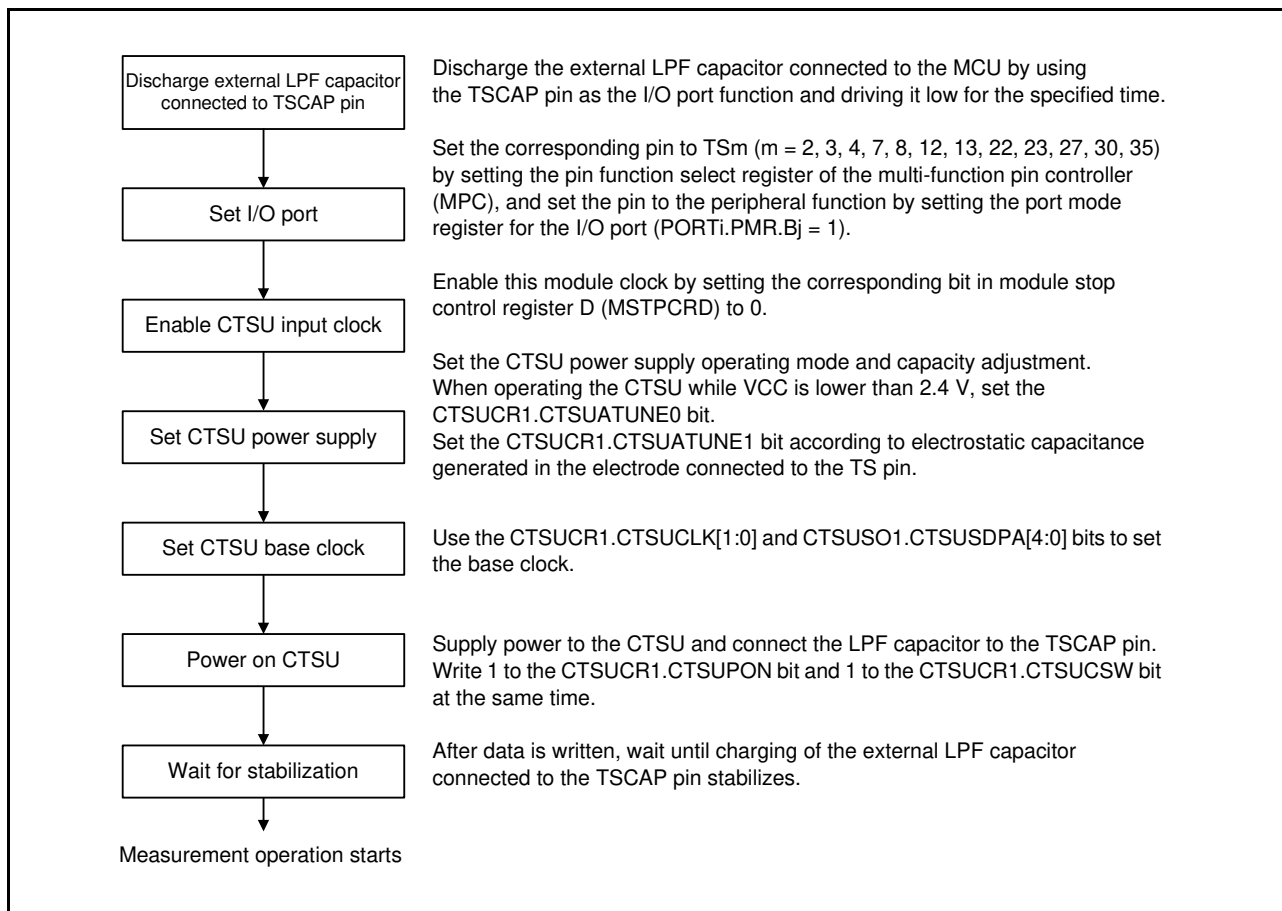 Discharge external LPF capacitor
connected to TSCAP pin
Discharge the external LPF capacitor connected to the MCU by using
the TSCAP pin as the I/O port function and driving it low for the specified time.
Set I/O port
Set the corresponding pin to TSm (m = 2, 3, 4, 7, 8, 12, 13, 22, 23, 27, 30, 35)
by setting the pin function select register of the multi-function pin controller
(MPC), and set the pin to the peripheral function by setting the port mode
register for the I/O port (PORTi.PMR.Bj = 1).
Enable CTSU input clock
Enable this module clock by setting the corresponding bit in module stop
control register D (MSTPCRD) to 0.
Set CTSU power supply
Set the CTSU power supply operating mode and capacity adjustment.
When operating the CTSU while VCC is lower than 2.4 V, set the
CTSUCR1.CTSUATUNE0 bit.
Set the CTSUCR1.CTSUATUNE1 bit according to electrostatic capacitance
generated in the electrode connected to the TS pin.
Set CTSU base clock
Use the CTSUCR1.CTSUCLK[1:0] and CTSUSO1.CTSUSDPA[4:0] bits to set
the base clock.
Power on CTSU
Supply power to the CTSU and connect the LPF capacitor to the TSCAP pin.
Write 1 to the CTSUCR1.CTSUPON bit and 1 to the CTSUCR1.CTSUCSW bit
at the same time.
Wait for stabilization
After data is written, wait until charging of the external LPF capacitor
connected to the TSCAP pin stabilizes.
Measurement operation starts